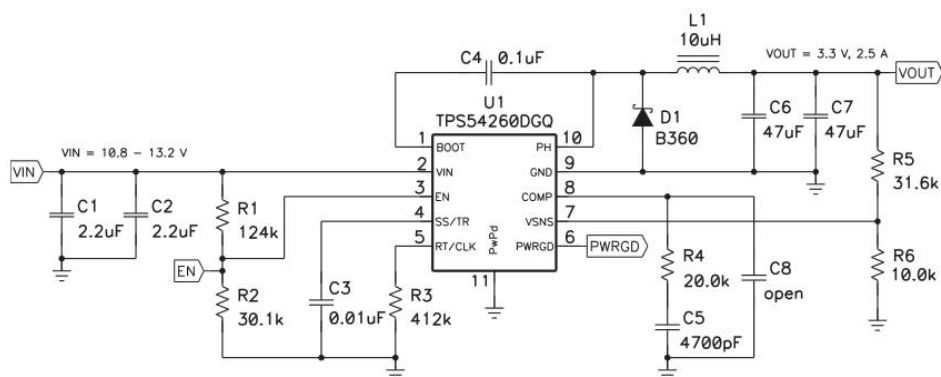 L1
10uH
VOUT = 3.3 V, 2.5 A
C4
0.1uF
VOUT
U1
TPS54260DGQ
D1
B360
C6
47uF
C7
47uF
1
BOOT
PH
10
VIN = 10.8 – 13.2 V
2
VIN
GND
9
R5
31.6k
VIN
3
EN
COMP
8
C1
2.2uF
C2
2.2uF
R1
124k
4
SS/TR
VSNS
7
5
RT/CLK
PwPd
PWRGD
6
PWRGD
EN
11
R4
20.0k
C8
open
R6
10.0k
R2
30.1k
C3
0.01uF
R3
412k
C5
4700pF